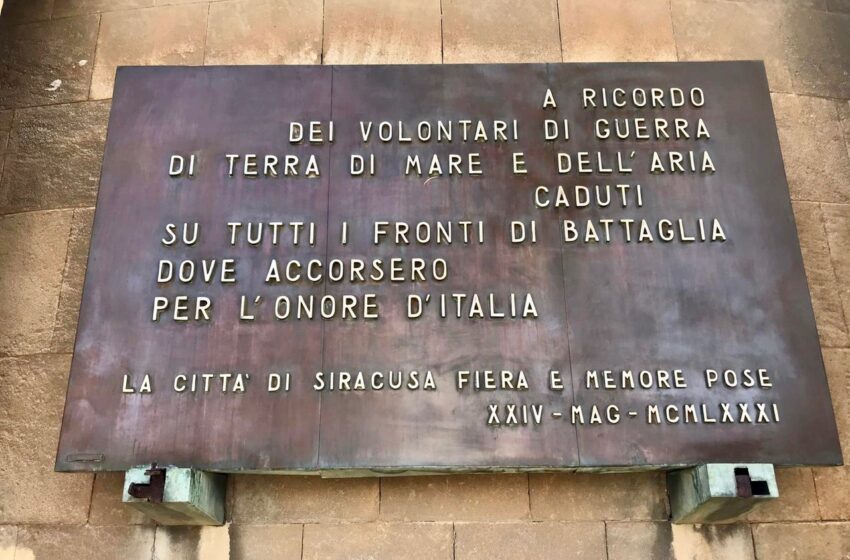 A RICORDO
DEI VOLONTARI DI GUERRA
DI TERRA DI MARE E DELL'ARIA
CADUTI
SU TUTTI I FRONTI DI BATTAGLIA
DOVE ACCORSERO
PER L'ONORE D'ITALIA
LA CITTA' DI SIRACUSA FIERA E MEMORE POSE
XXIV-MAG-MCMLXXXI